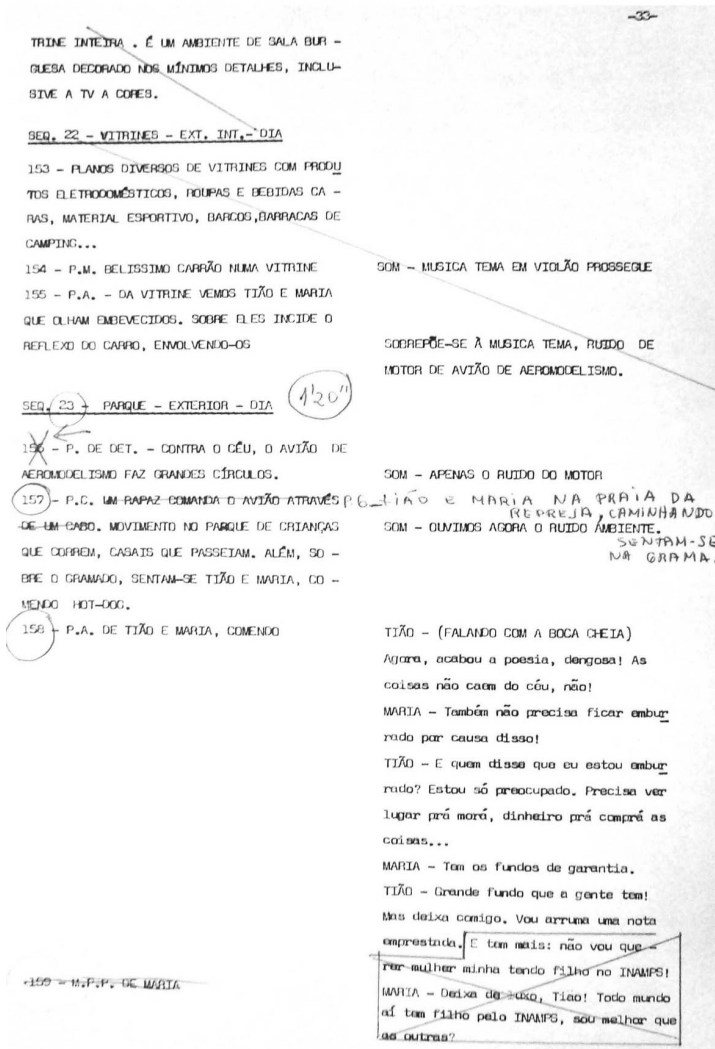 -33-
TRINE INTEIRA . É UM AMBIENTE DE SALA BUR -
GUESA DECORADO NOS MÍNIMOS DETALHES, INCLU-
SIVE A TV A CORES.
SEQ. 22 - VITRINES - EXT. INT.- DIA
153 - PLANOS DIVERSOS DE VITRINES COM PRODU
TOS ELETRODOMÉSTICOS, ROUPAS E BEBIDAS CA -
RAS, MATERIAL ESPORTIVO, BARCOS,BARRACAS DE
CAMPING...
154 - P.M. BELISSIMO CARRÃO NUMA VITRINE
SOM - MUSICA TEMA EM VIOLÃO PROSSEGUE
155 - P.A. - DA VITRINE VEMOS TIÃO E MARIA
QUE OLHAM EMBEVECIDOS. SOBRE ELES INCIDE O
REFLEXO DO CARRO, ENVOLVENDO-OS
SOBREPÕE-SE À MUSICA TEMA, RUIDO DE
MOTOR DE AVIÃO DE AEROMODELISMO.
SEQ. 23 - PARQUE - EXTERIOR - DIA
1'20"
156 - P. DE DET. - CONTRA O CÉU, O AVIÃO DE
AEROMODELISMO FAZ GRANDES CÍRCULOS.
SOM - APENAS O RUIDO DO MOTOR
157 - P.C. UM RAPAZ COMANDA O AVIÃO ATRAVÉS
P.G. TIÃO E MARIA NA PRAIA DA
REPRESA, CAMINHANDO
DE UM CABO. MOVIMENTO NO PARQUE DE CRIANÇAS
SOM - OUVIMOS AGORA O RUIDO AMBIENTE.
SENTAM-SE
NA GRAMA.
QUE CORREM, CASAIS QUE PASSEIAM. ALÉM, SO -
BRE O GRAMADO, SENTAM-SE TIÃO E MARIA, CO -
MENDO HOT-DOG.
158 - P.A. DE TIÃO E MARIA, COMENDO
TIÃO - (FALANDO COM A BOCA CHEIA)
Agora, acabou a poesia, dengosa! As
coisas não caem do céu, não!
MARIA - Também não precisa ficar embur
rado por causa disso!
TIÃO - E quem disse que eu estou embur
rado? Estou só preocupado. Precisa ver
lugar prá morá, dinheiro prá comprá as
coisas...
MARIA - Tem os fundos de garantia.
TIÃO - Grande fundo que a gente tem!
Mas deixa comigo. Vou arruma uma nota
emprestada. E tem mais: não vou que -
rer mulher minha tendo filho no INAMPS!
159 - M.P.P. DE MARIA
MARIA - Deixa de luxo, Tiao! Todo mundo
aí tem filho pelo INAMPS, sou melhor que
as outras?